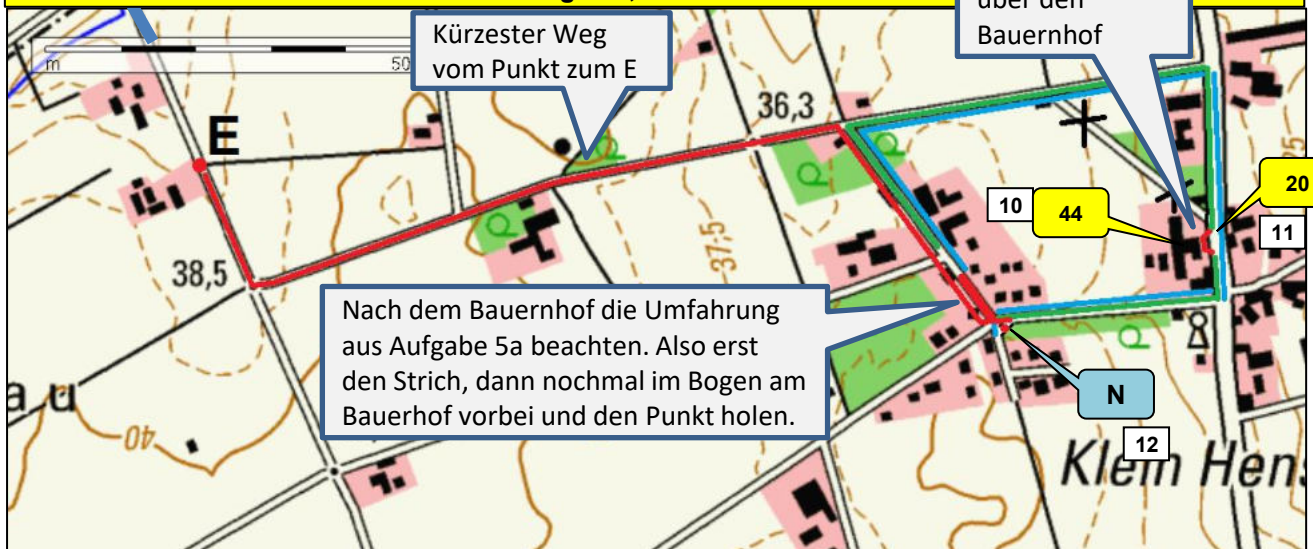 über den
Bauernhof
Kürzester Weg
vom Punkt zum E
m
50
36,3
E
10
44
20
11
37,5
38,5
Nach dem Bauernhof die Umfahrung
aus Aufgabe 5a beachten. Also erst
den Strich, dann nochmal im Bogen am
Bauerhof vorbei und den Punkt holen.
a u
40
N
12
Klein Hens